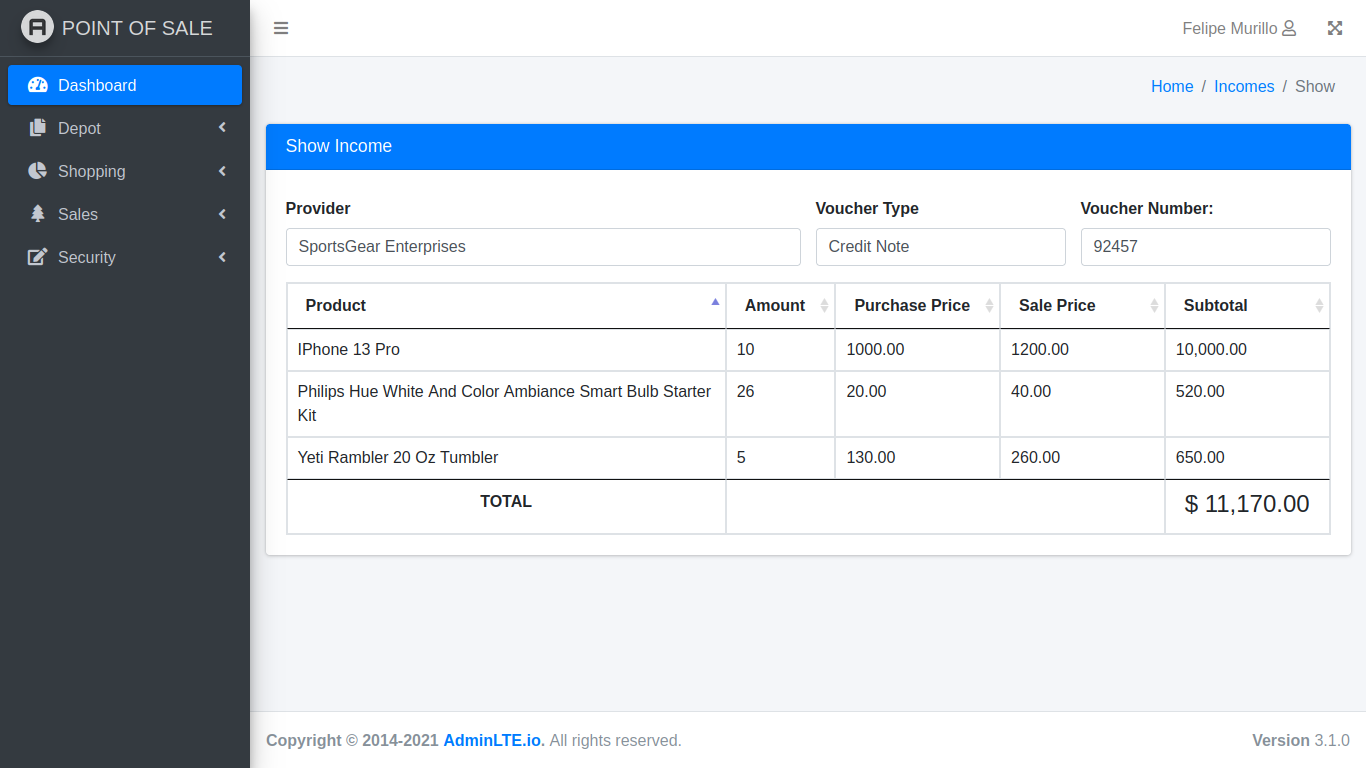 POINT OF SALE
Felipe Murillo
Dashboard
Depot
Shopping
Sales
Security
Home / Incomes / Show
Show Income
Provider Voucher Type Voucher Number:
SportsGear Enterprises Credit Note 92457
Product Amount Purchase Price Sale Price Subtotal
IPhone 13 Pro 10 1000.00 1200.00 10,000.00
Philips Hue White And Color Ambiance Smart Bulb Starter 26 20.00 40.00 520.00
Kit
Yeti Rambler 20 Oz Tumbler 5 130.00 260.00 650.00
TOTAL $ 11,170.00
Copyright © 2014-2021 AdminLTE.io. All rights reserved. Version 3.1.0